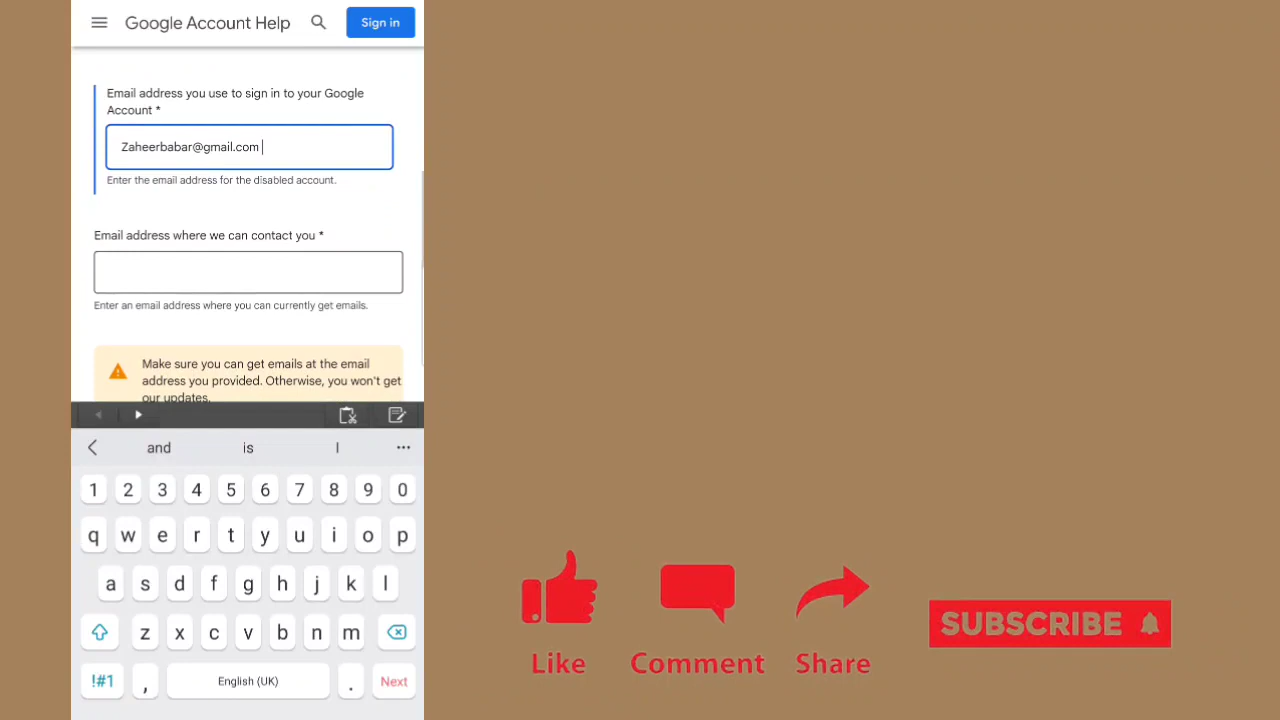 Google Account Help
Sign in
Email address you use to sign in to your Google
Account *
Zaheerbabar@gmail.com
Enter the email address for the disabled account.
Email address where we can contact you *
Enter an email address where you can currently get emails.
Make sure you can get emails at the email
address you provided. Otherwise, you won't get
our updates.
and is I
1 2 3 4 5 6 7 8 9 0
q w e r t y u i o p
a s d f g h j k l
z x c v b n m
!#1 , English (UK) . Next
Like Comment Share
SUBSCRIBE